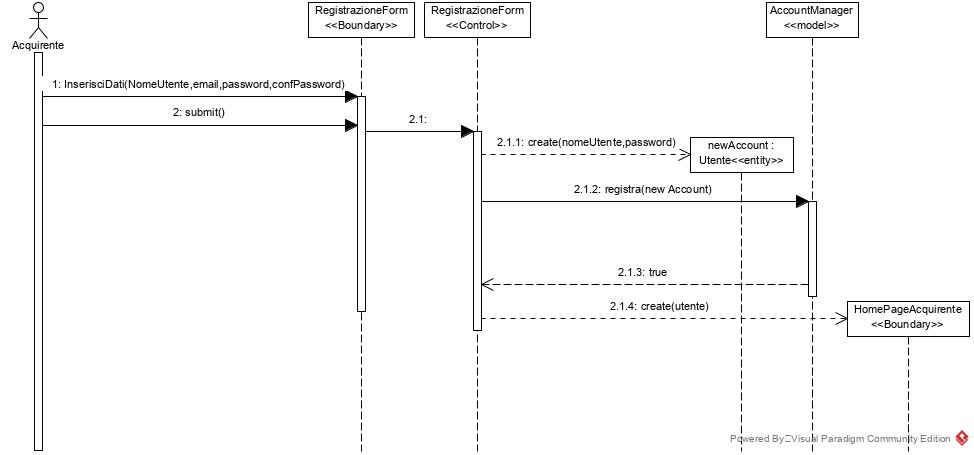 RegistrazioneForm
<<Boundary>>
RegistrazioneForm
<<Control>>
AccountManager
<<model>>
Acquirente
1: InserisciDati(NomeUtente,email,password,confPassword)
2: submit()
2.1:
2.1.1: create(nomeUtente,password)
newAccount :
Utente<<entity>>
2.1.2: registra(new Account)
2.1.3: true
2.1.4: create(utente)
HomePageAcquirente
<<Boundary>>
Powered By Visual Paradigm Community Edition